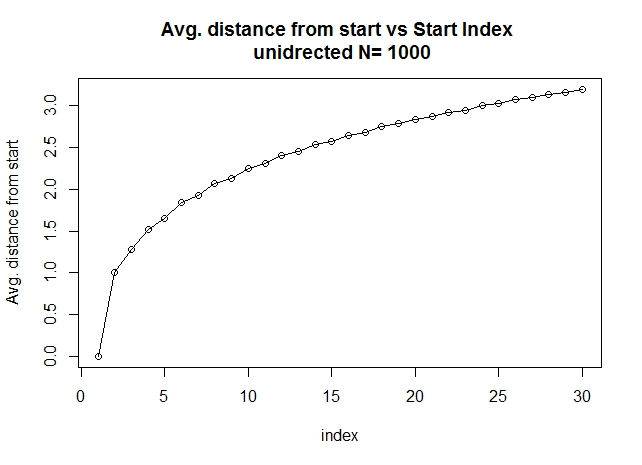 Avg. distance from start vs Start Index
unidrected N= 1000
Avg. distance from start
3.0
2.5
2.0
1.5
1.0
0.5
0.0
0 5 10 15 20 25 30
index